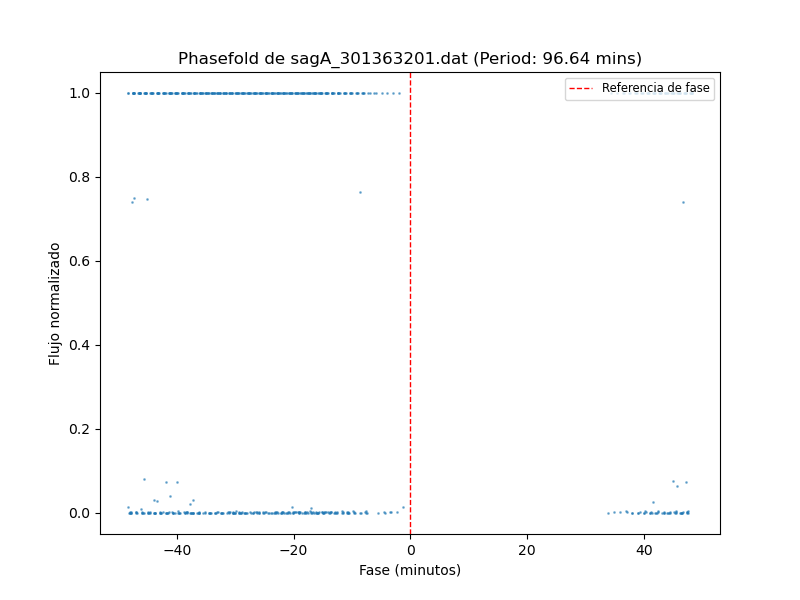 Phasefold de sagA_301363201.dat (Period: 96.64 mins)
Referencia de fase
Flujo normalizado
1.0
0.8
0.6
0.4
0.2
0.0
−40 −20 0 20 40
Fase (minutos)